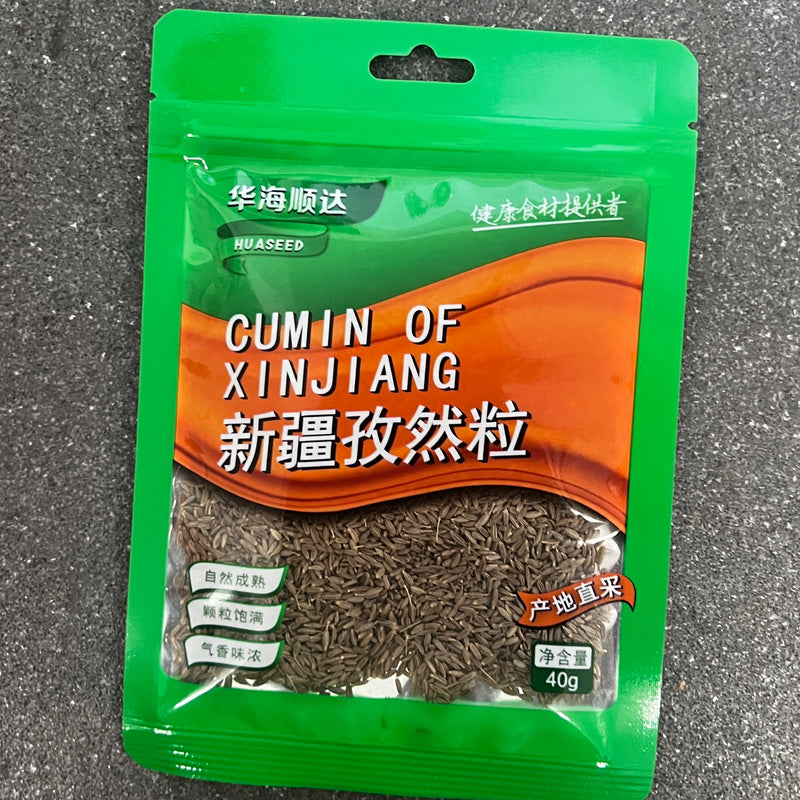 华海顺达
HUASEED
健康食材提供者
CUMIN OF
XINJIANG
新疆孜然粒
自然成熟
颗粒饱满
气香味浓
产地直采
净含量
40g